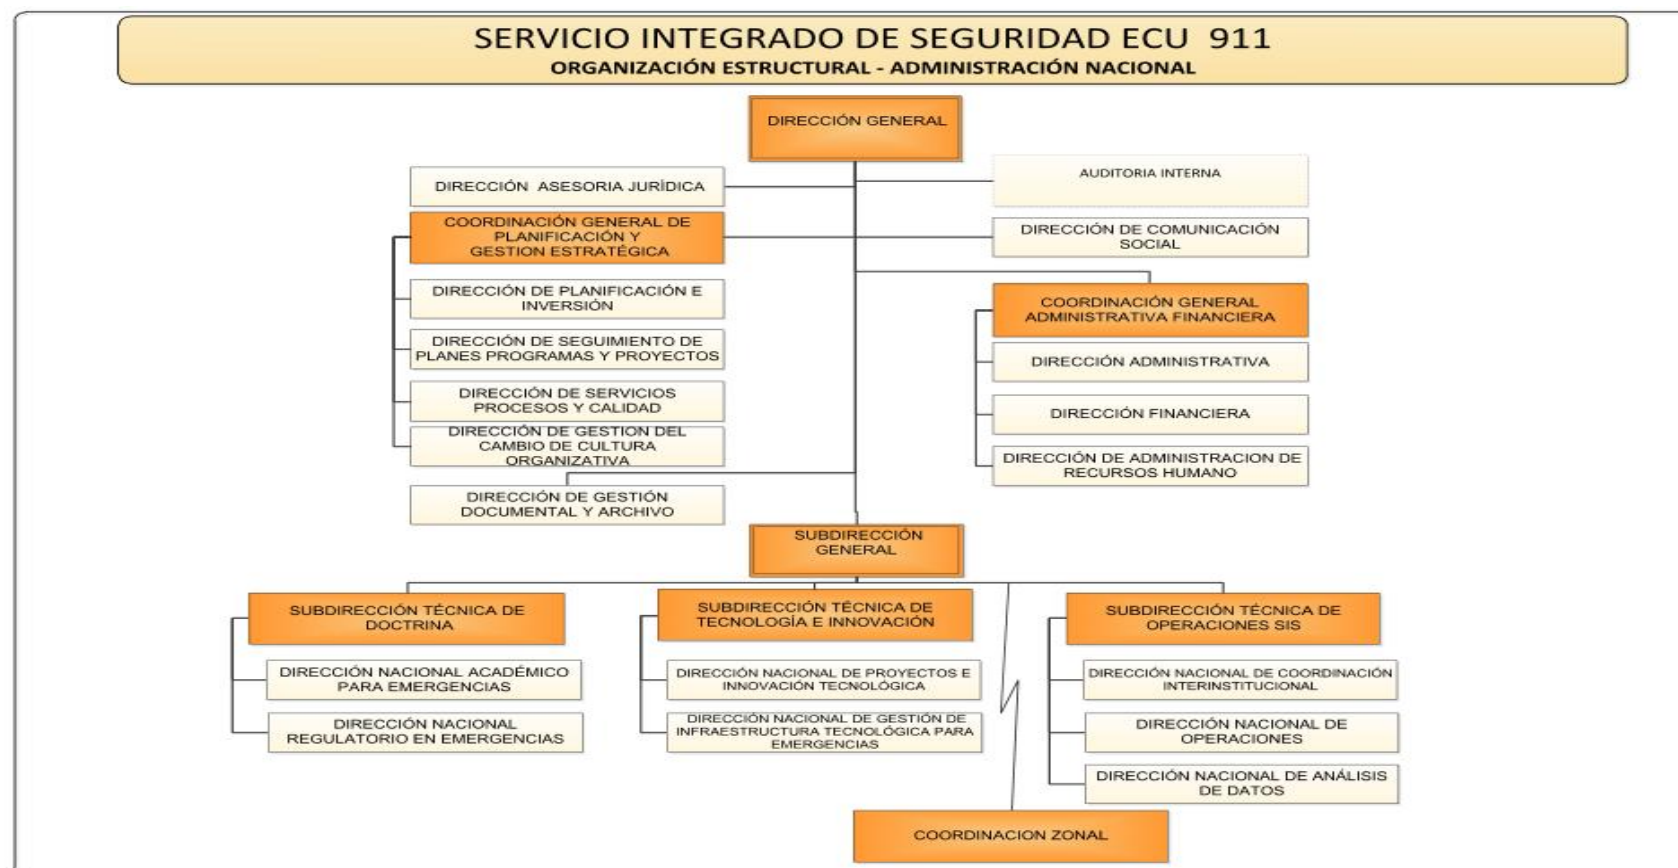 SERVICIO INTEGRADO DE SEGURIDAD ECU 911
ORGANIZACIÓN ESTRUCTURAL - ADMINISTRACIÓN NACIONAL
DIRECCIÓN GENERAL
DIRECCIÓN ASESORIA JURÍDICA
AUDITORIA INTERNA
COORDINACIÓN GENERAL DE
PLANIFICACIÓN Y
GESTION ESTRATÉGICA
DIRECCIÓN DE COMUNICACIÓN
SOCIAL
DIRECCIÓN DE PLANIFICACIÓN E
INVERSIÓN
DIRECCIÓN DE SEGUIMIENTO DE
PLANES PROGRAMAS Y PROYECTOS
DIRECCIÓN DE SERVICIOS
PROCESOS Y CALIDAD
DIRECCIÓN DE GESTION DEL
CAMBIO DE CULTURA
ORGANIZATIVA
COORDINACIÓN GENERAL
ADMINISTRATIVA FINANCIERA
DIRECCIÓN ADMINISTRATIVA
DIRECCIÓN FINANCIERA
DIRECCIÓN DE ADMINISTRACION DE
RECURSOS HUMANO
DIRECCIÓN DE GESTIÓN
DOCUMENTAL Y ARCHIVO
SUBDIRECCIÓN
GENERAL
SUBDIRECCIÓN TÉCNICA DE
DOCTRINA
DIRECCIÓN NACIONAL ACADÉMICO
PARA EMERGENCIAS
DIRECCIÓN NACIONAL
REGULATORIO EN EMERGENCIAS
SUBDIRECCIÓN TÉCNICA DE
TECNOLOGÍA E INNOVACIÓN
DIRECCIÓN NACIONAL DE PROYECTOS E
INNOVACIÓN TECNOLÓGICA
DIRECCIÓN NACIONAL DE GESTIÓN DE
INFRAESTRUCTURA TECNOLÓGICA PARA
EMERGENCIAS
SUBDIRECCIÓN TÉCNICA DE
OPERACIONES SIS
DIRECCIÓN NACIONAL DE COORDINACIÓN
INTERINSTITUCIONAL
DIRECCIÓN NACIONAL DE
OPERACIONES
DIRECCIÓN NACIONAL DE ANÁLISIS
DE DATOS
COORDINACION ZONAL